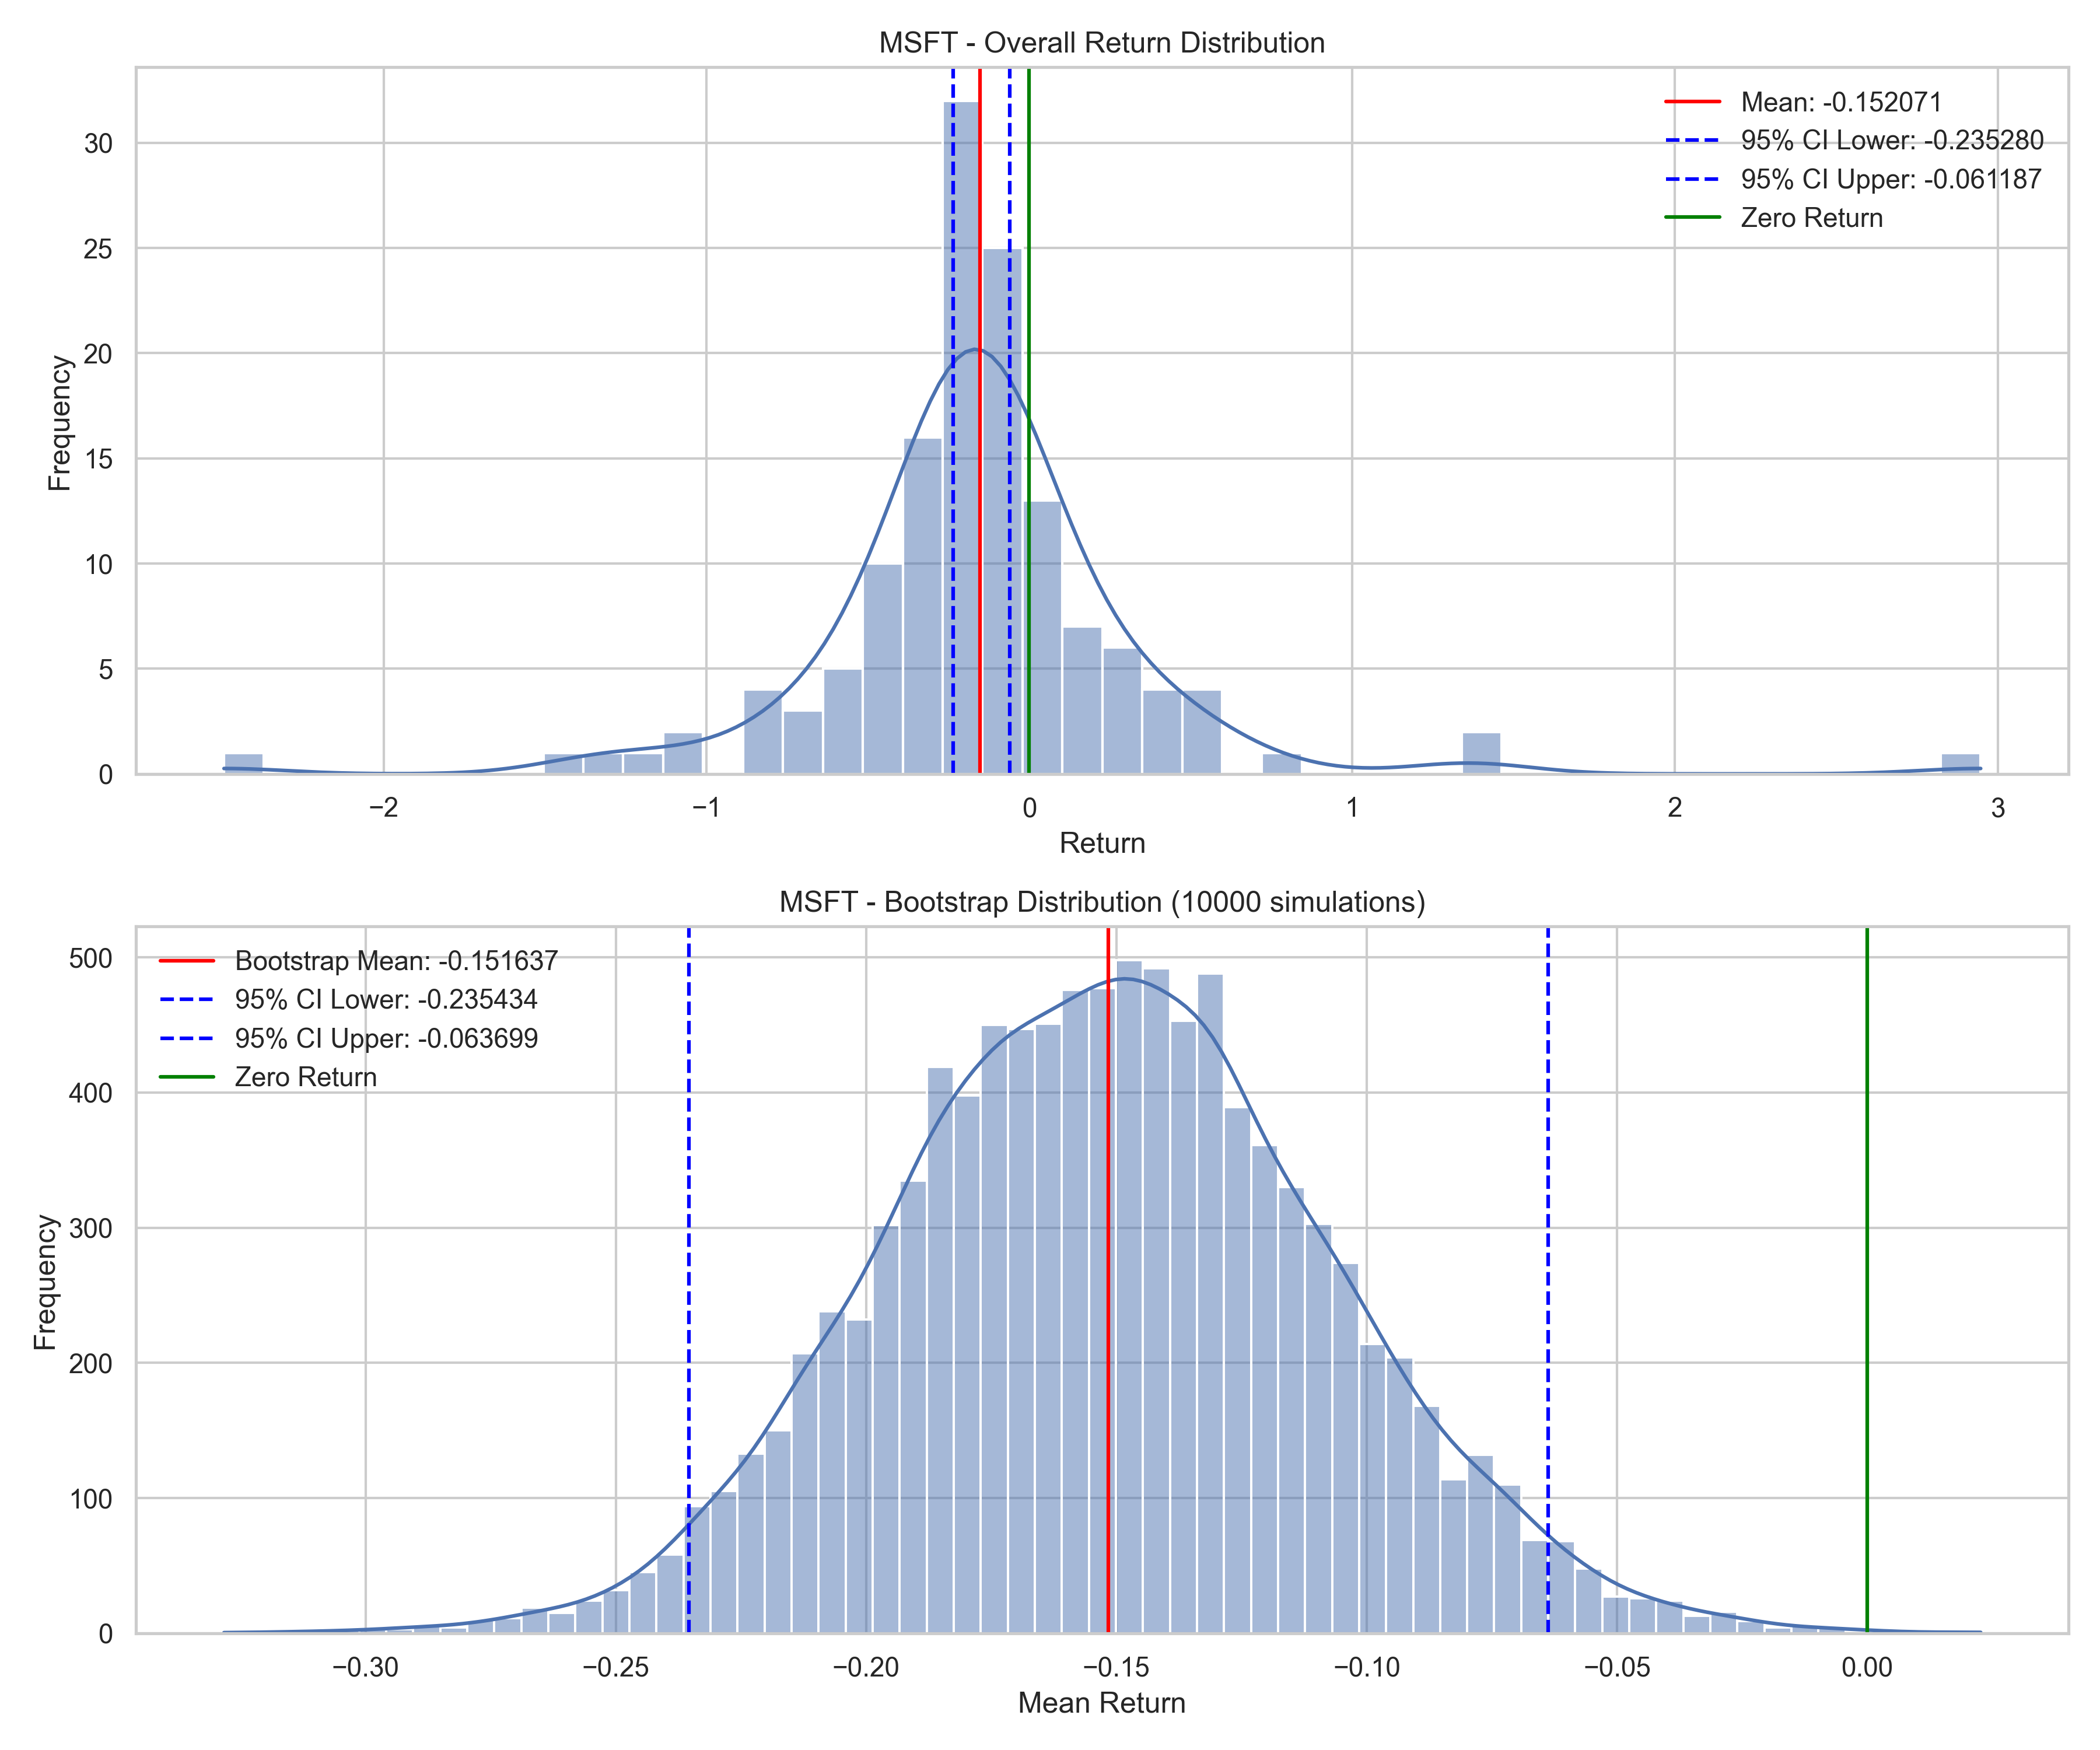 MSFT - Overall Return Distribution
Mean: -0.152071
95% CI Lower: -0.235280
95% CI Upper: -0.061187
Zero Return
Frequency
30
25
20
15
10
5
0
−2
−1
0
1
2
3
Return
MSFT - Bootstrap Distribution (10000 simulations)
Bootstrap Mean: -0.151637
95% CI Lower: -0.235434
95% CI Upper: -0.063699
Zero Return
Frequency
500
400
300
200
100
0
−0.30
−0.25
−0.20
−0.15
−0.10
−0.05
0.00
Mean Return